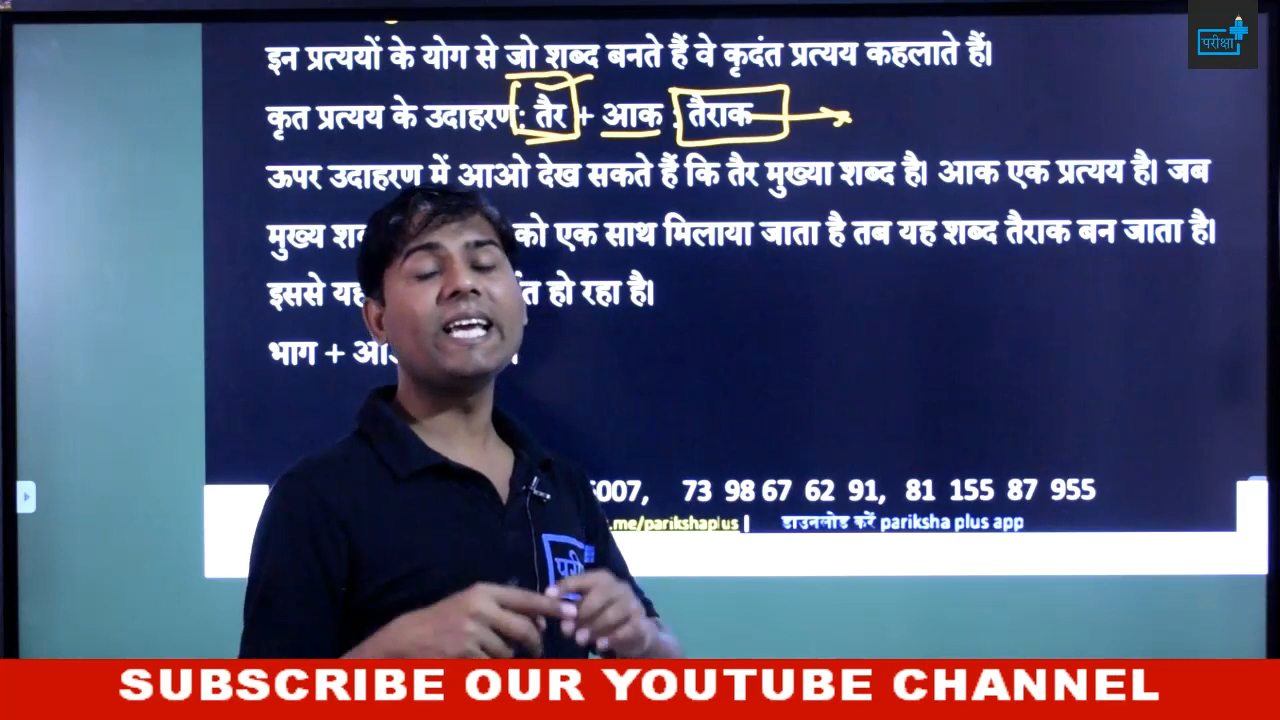 परीक्षा
इन प्रत्ययों के योग से जो शब्द बनते हैं वे कृदंत प्रत्यय कहलाते हैं।
कृत प्रत्यय के उदाहरण: तैर + आक : तैराक
ऊपर उदाहरण में आओ देख सकते हैं कि तैर मुख्या शब्द है। आक एक प्रत्यय है। जब
मुख्य को एक साथ मिलाया जाता है तब यह शब्द तैराक बन जाता है।
इससे यह हो रहा है।
भाग +
6007, 73 98 67 62 91, 81 155 87 955
.me/parikshaplus | डाउनलोड करें pariksha plus app
SUBSCRIBE OUR YOUTUBE CHANNEL